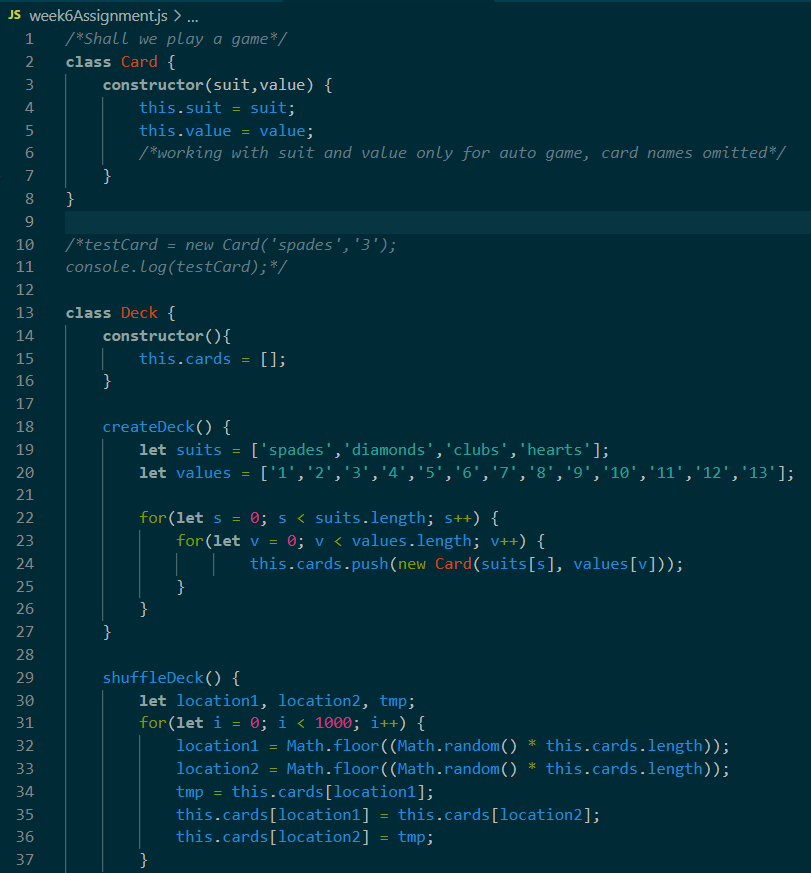 JS week6Assignment.js > ...
1 /*Shall we play a game*/
2 class Card {
3 constructor(suit,value) {
4 this.suit = suit;
5 this.value = value;
6 /*working with suit and value only for auto game, card names omitted*/
7 }
8 }
9
10 /*testCard = new Card('spades','3');
11 console.log(testCard);*/
12
13 class Deck {
14 constructor(){
15 this.cards = [];
16 }
17
18 createDeck() {
19 let suits = ['spades','diamonds','clubs','hearts'];
20 let values = ['1','2','3','4','5','6','7','8','9','10','11','12','13'];
21
22 for(let s = 0; s < suits.length; s++) {
23 for(let v = 0; v < values.length; v++) {
24 this.cards.push(new Card(suits[s], values[v]));
25 }
26 }
27 }
28
29 shuffleDeck() {
30 let location1, location2, tmp;
31 for(let i = 0; i < 1000; i++) {
32 location1 = Math.floor((Math.random() * this.cards.length));
33 location2 = Math.floor((Math.random() * this.cards.length));
34 tmp = this.cards[location1];
35 this.cards[location1] = this.cards[location2];
36 this.cards[location2] = tmp;
37 }